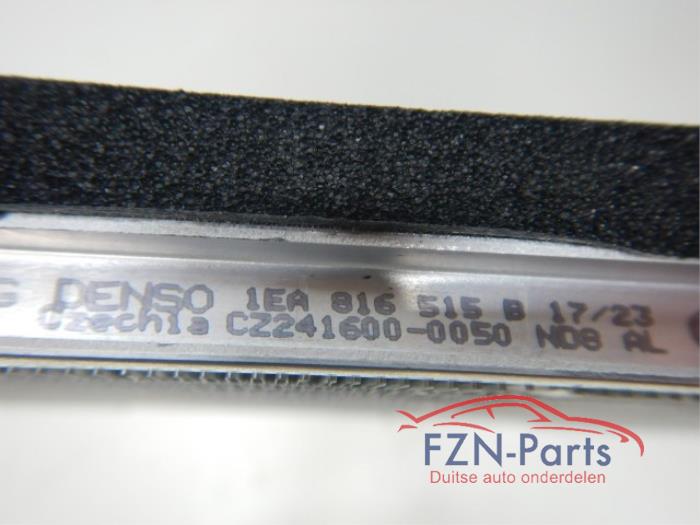 G DENSO 1EA 816 515 B 17/23
Czechia CZ241600-0050 ND8 AL
FZN-Parts
Duitse auto onderdelen